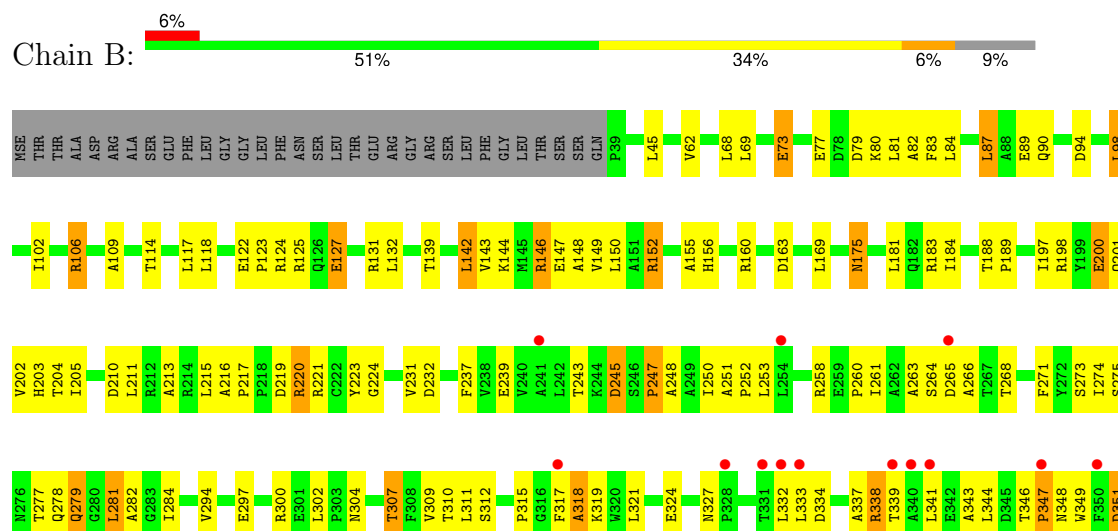 6%
Chain B:
51% 34% 6% 9%
MSE THR THR ALA ASP ARG ALA SER GLU PHE LEU GLY GLY LEU PHE ASN SER LEU THR GLU ARG GLY ARG SER LEU PHE GLY LEU THR SER SER GLN P39 L45 V62 L68 L69 E73 E77 D78 D79 K80 L81 A82 F83 L84 L87 A88 E89 Q90 D94 L98
I102 R106 A109 T114 L117 L118 E122 P123 R124 R125 Q126 E127 R131 L132 T139 L142 V143 K144 M145 R146 E147 A148 V149 L150 A151 R152 A155 H156 R160 D163 L169 N175 L181 Q182 R183 I184 T188 P189 I197 R198 Y199 E200
V202 H203 T204 I205 D210 L211 R212 A213 R214 L215 A216 P217 P218 D219 R220 R221 C222 Y223 G224 V231 D232 F237 V238 E239 V240 A241 L242 T243 K244 D245 S246 P247 A248 A249 I250 A251 P252 L253 L254 R258 E259 P260 I261 A262 A263 S264 D265 A266 T267 T268 F271 Y272 S273 I274 S275
N276 T277 Q278 Q279 G280 L281 A282 G283 I284 V294 E297 R300 E301 L302 P303 N304 T307 F308 V309 T310 L311 S312 P315 G316 F317 A318 K319 W320 L321 E324 N327 P328 T331 L332 L333 D334 A337 R338 T339 A340 L341 E342 A343 L344 D345 T346 P347 N348 W349 F350